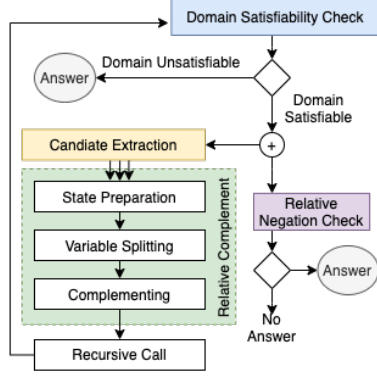 Domain Satisfiability Check
Domain Unsatisfiable
Answer
Domain
Satisfiable
+
Candiate Extraction
State Preparation
Variable Splitting
Complementing
Relative Complement
Relative
Negation Check
Answer
No
Answer
Recursive Call